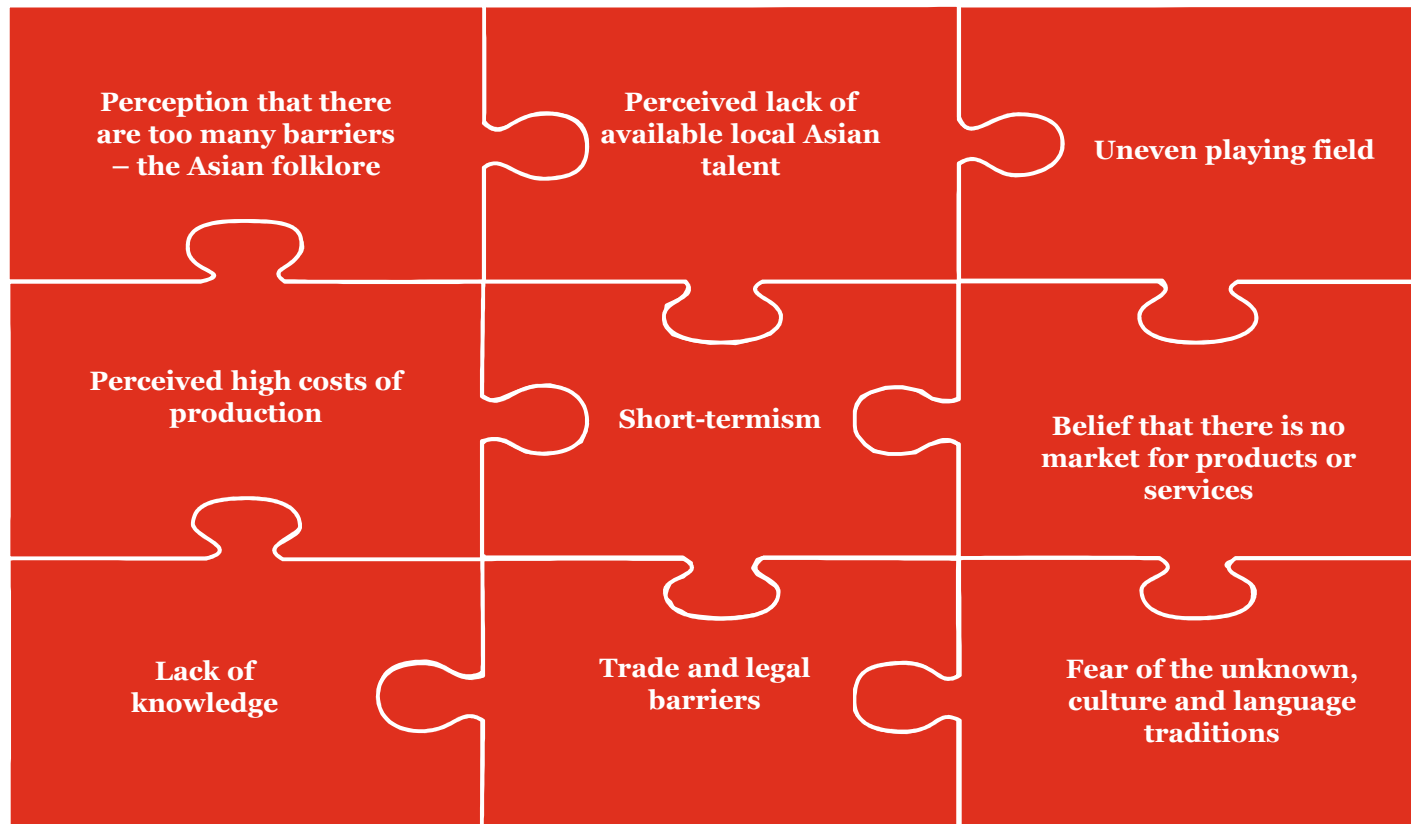 Perception that there
are too many barriers
– the Asian folklore
Perceived lack of
available local Asian
talent
Uneven playing field
Perceived high costs of
production
Short-termism
Belief that there is no
market for products or
services
Lack of
knowledge
Trade and legal
barriers
Fear of the unknown,
culture and language
traditions